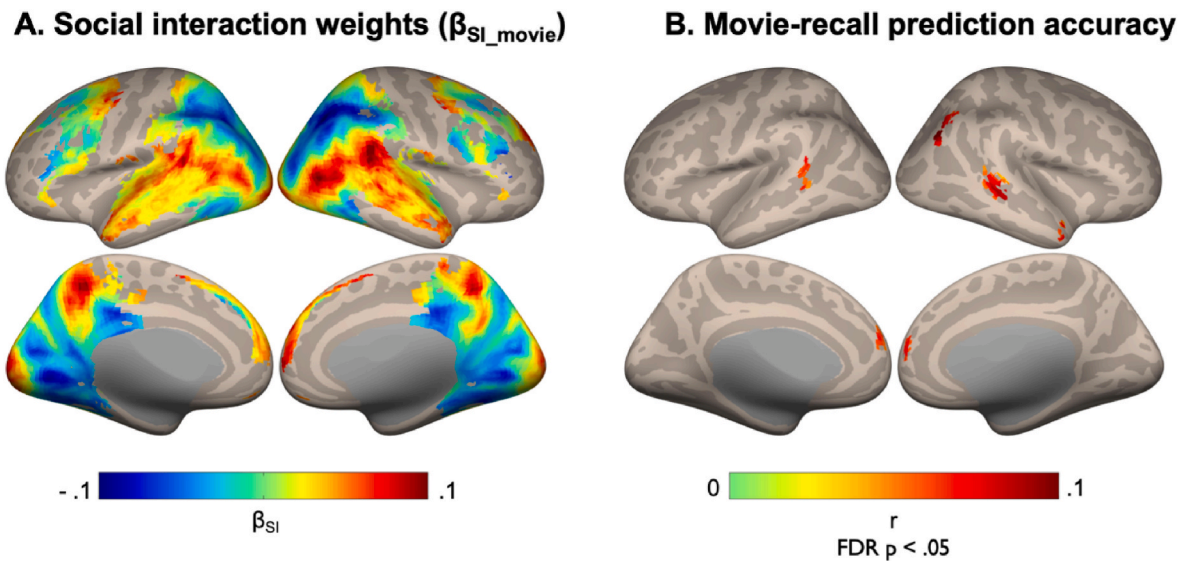 A. Social interaction weights (βSI_movie)
B. Movie-recall prediction accuracy
- .1
.1
βSI
0
.1
r
FDR p < .05